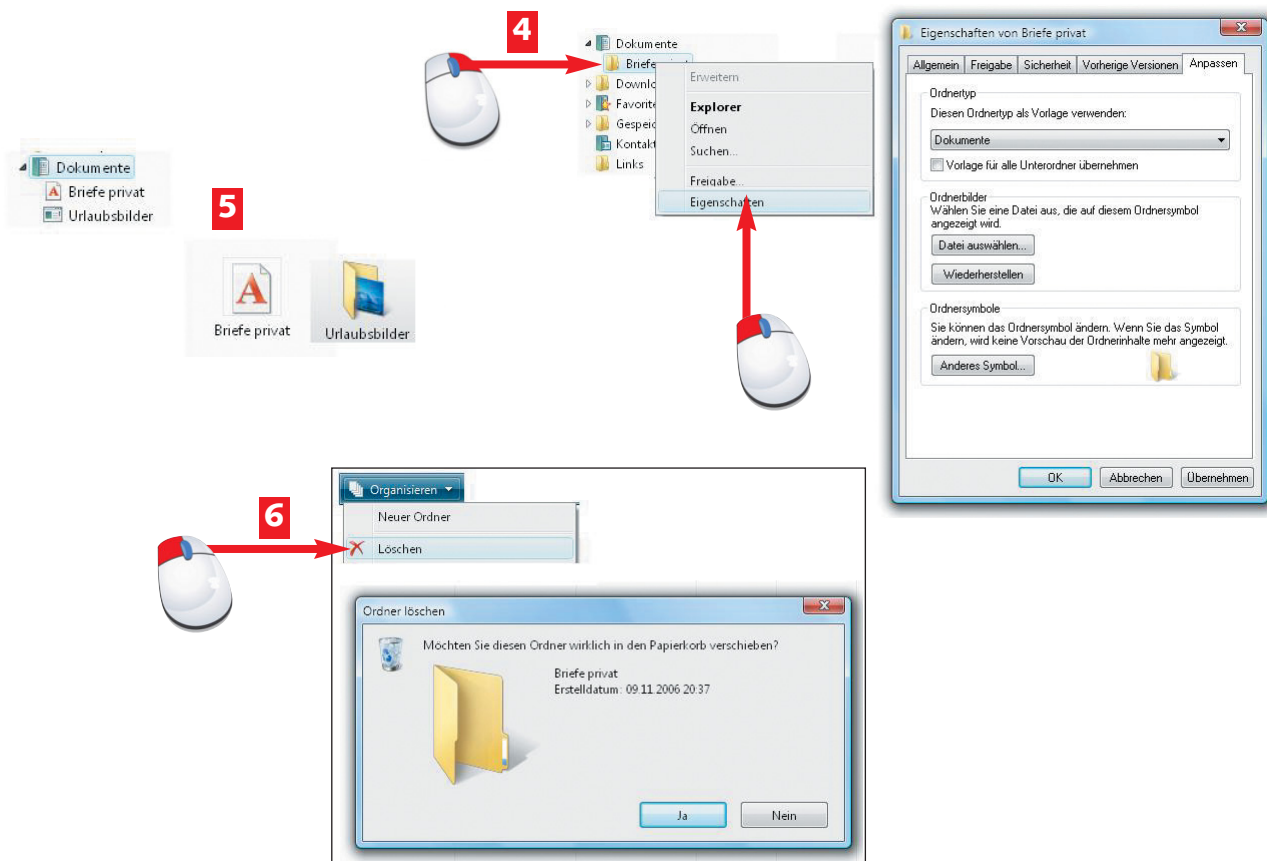 4
Dokumente
Briefe privat
Downlo
Favorite
Gespeic
Kontakt
Links
Erweitern
Explorer
Öffnen
Suchen...
Freigabe...
Eigenschaften
Eigenschaften von Briefe privat
Allgemein Freigabe Sicherheit Vorherige Versionen Anpassen
Ordnertyp
Diesen Ordnertyp als Vorlage verwenden:
Dokumente
Vorlage für alle Unterordner übernehmen
Ordnerbilder
Wählen Sie eine Datei aus, die auf diesem Ordnersymbol
angezeigt wird.
Datei auswählen...
Wiederherstellen
Ordnersymbole
Sie können das Ordnersymbol ändern. Wenn Sie das Symbol
ändern, wird keine Vorschau der Ordnerinhalte mehr angezeigt.
Anderes Symbol...
OK Abbrechen Übernehmen
Dokumente
Briefe privat
Urlaubsbilder
5
A
Briefe privat
Urlaubsbilder
6
Organisieren
Neuer Ordner
Löschen
Ordner löschen
Möchten Sie diesen Ordner wirklich in den Papierkorb verschieben?
Briefe privat
Erstelldatum: 09.11.2006 20:37
Ja Nein